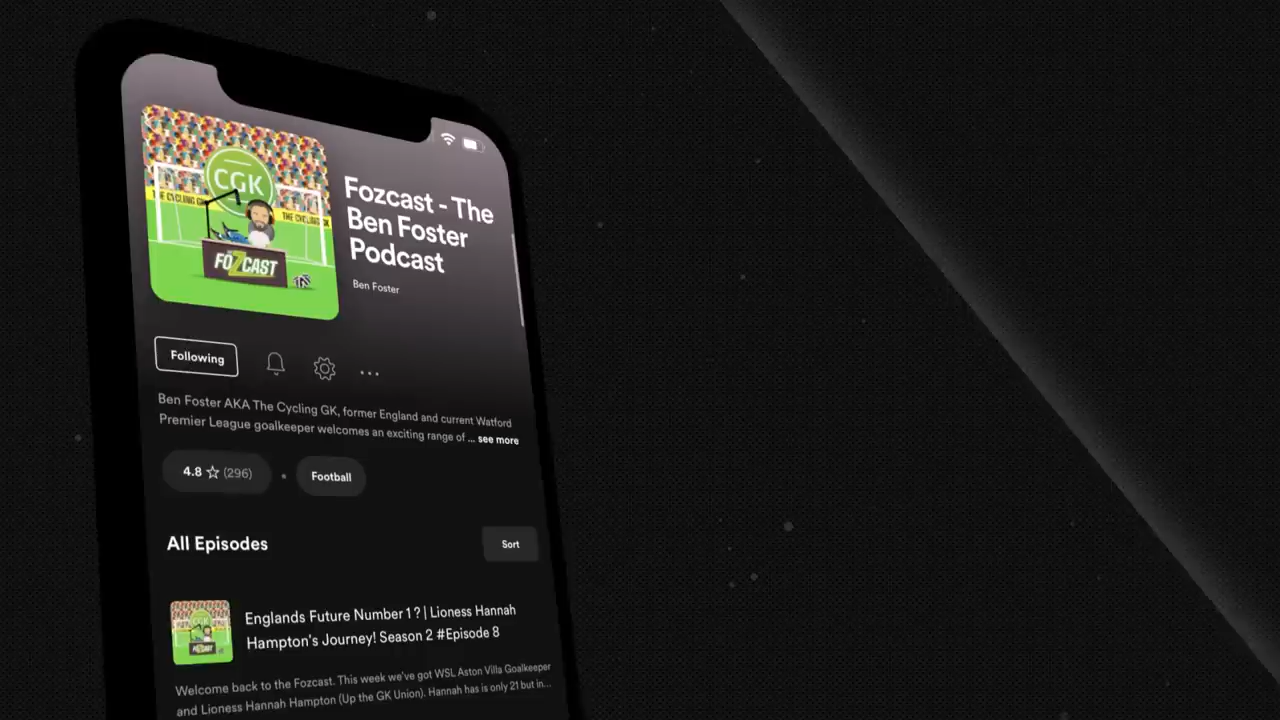 CGK
THE CYCLING GK
THE CYCLING GK
FOZCAST
Fozcast - The
Ben Foster
Podcast
Ben Foster
Following
Ben Foster AKA The Cycling GK, former England and current Watford
Premier League goalkeeper welcomes an exciting range of ... see more
4.8 ☆ (296)
Football
All Episodes
Sort
Englands Future Number 1 ? | Lioness Hannah
Hampton's Journey! Season 2 #Episode 8
Welcome back to the Fozcast. This week we've got WSL Aston Villa Goalkeeper
and Lioness Hannah Hampton (Up the GK Union). Hannah has is only 21 but in...